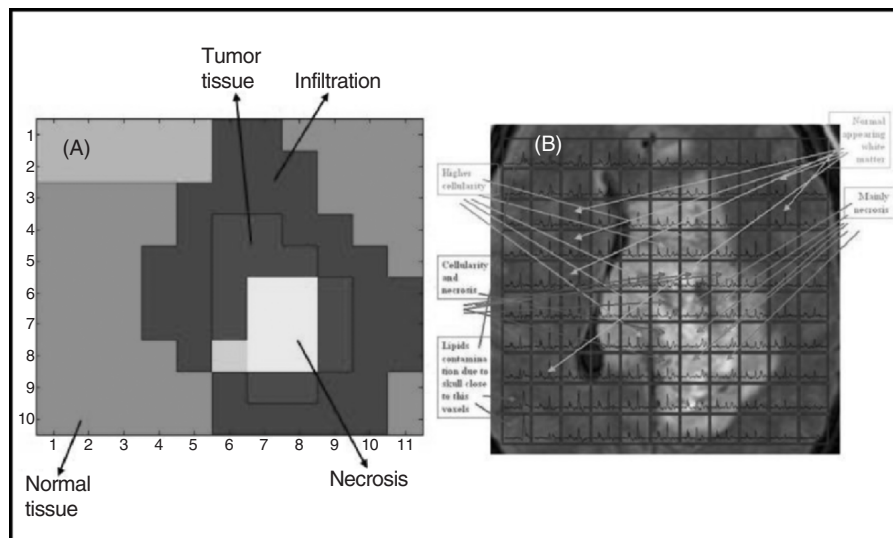 Tumor
tissue
Infiltration
(A)
1
2
3
4
5
6
7
8
9
10
1 2 3 4 5 6 7 8 9 10 11
Normal
tissue
Necrosis
(B)
Higher
cellularity
Cellularity
and
necrosis
Lipids
contamina
tion due to
skull close
to this
voxels
Normal
appearing
white
matter
Mainly
necrosis